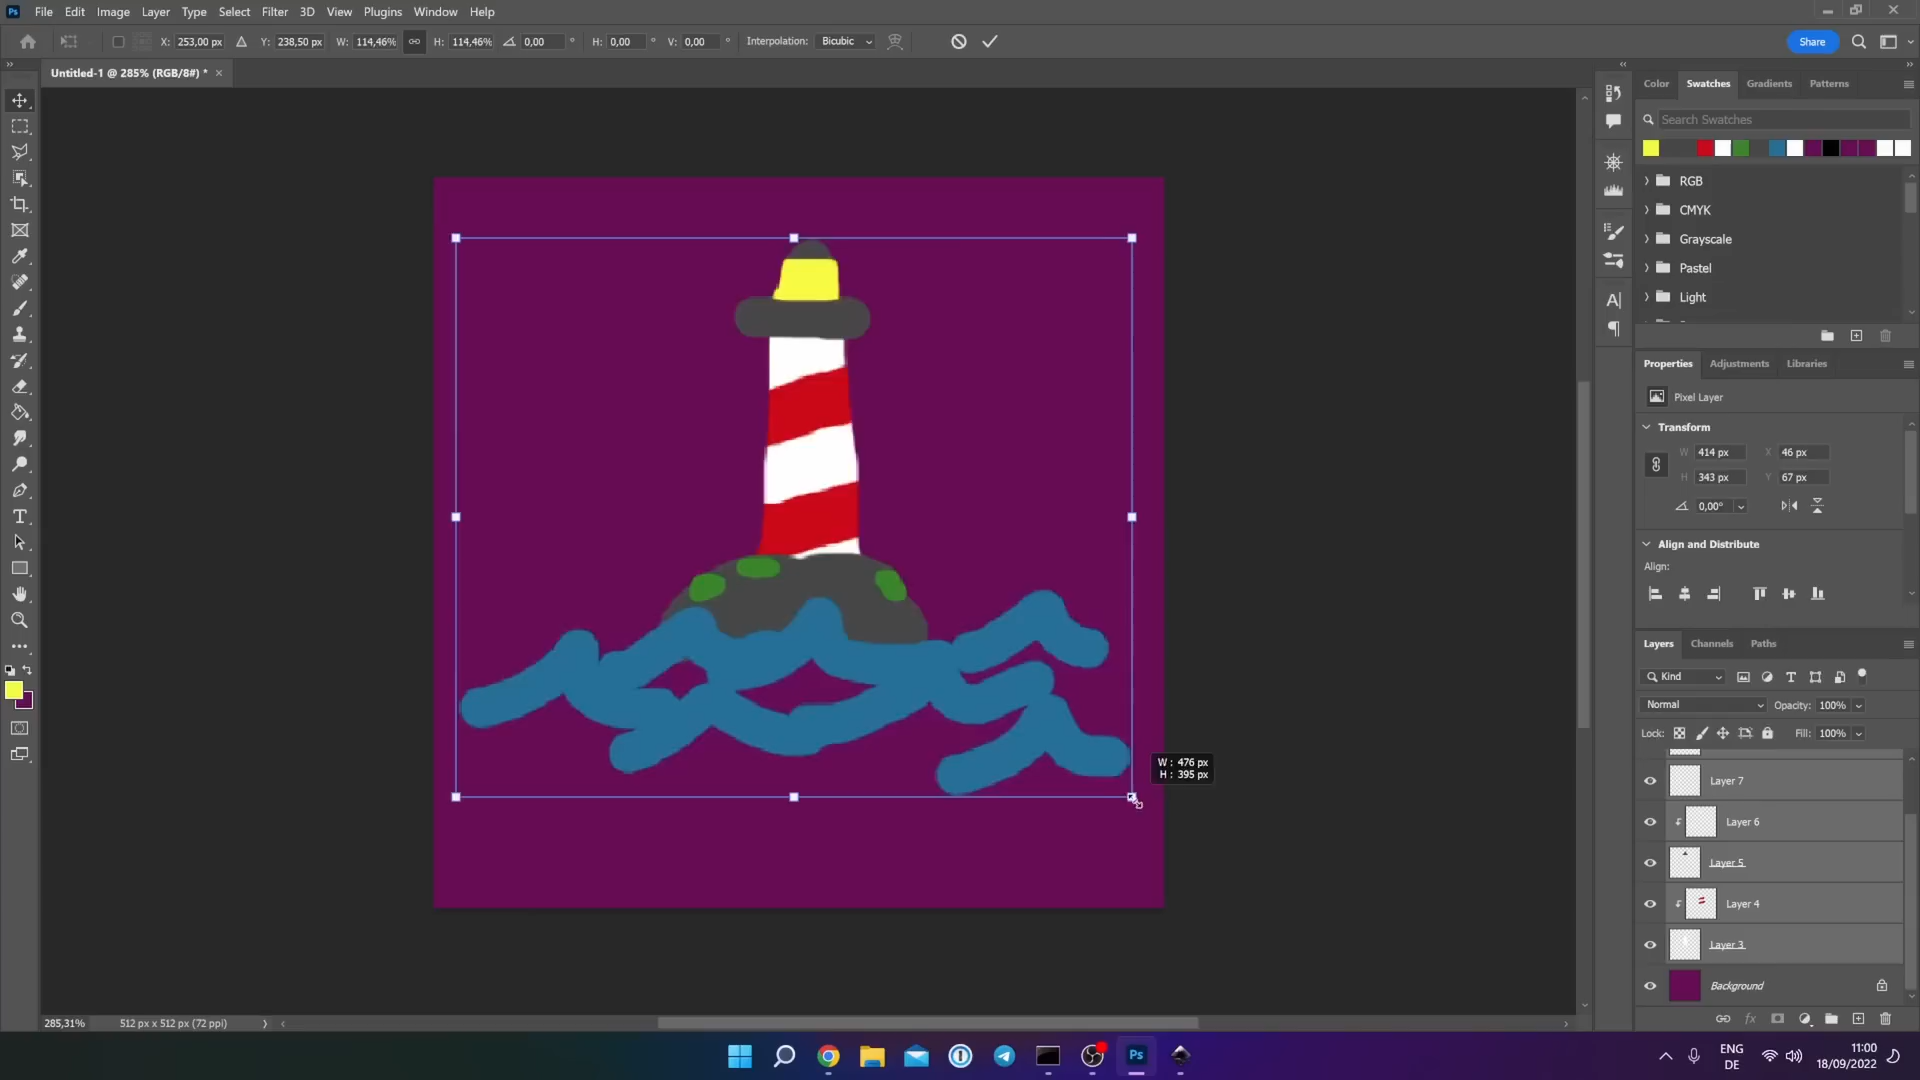 Ps File Edit Image Layer Type Select Filter 3D View Plugins Window Help
X: 253,00 px Y: 238,50 px W: 114,46% H: 114,46% 0,00 ° H: 0,00 ° V: 0,00 ° Interpolation: Bicubic Share
Untitled-1 @ 285% (RGB/8#) * ×
Color Swatches Gradients Patterns
Search Swatches
RGB
CMYK
Grayscale
Pastel
Light
Properties Adjustments Libraries
Pixel Layer
Transform
W 414 px X 46 px
H 343 px Y 67 px
0,00°
Align and Distribute
Align:
Layers Channels Paths
Kind
Normal Opacity: 100%
Lock: Fill: 100%
Layer 7
Layer 6
Layer 5
Layer 4
Layer 3
Background
W: 476 px
H: 395 px
285,31% 512 px x 512 px (72 ppi)
Ps
ENG
DE
11:00
18/09/2022